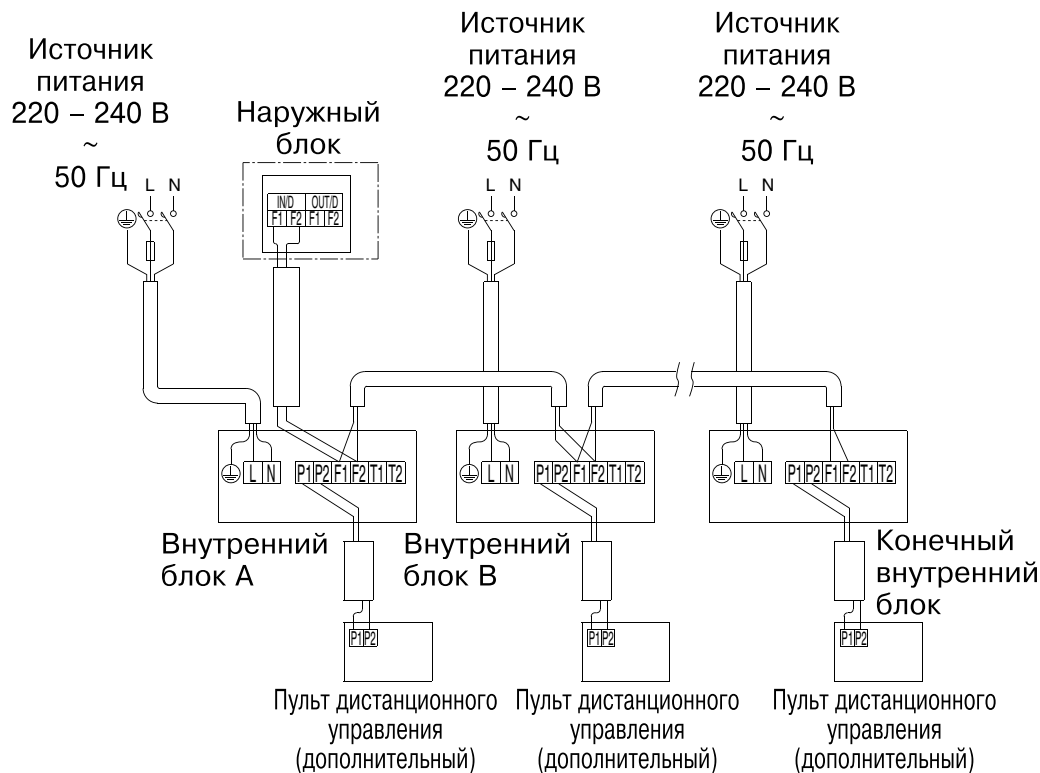 Источник
питания
220 – 240 В
~
50 Гц
L N
Наружный
блок
IN/D OUT/D
F1 F2 F1 F2
Источник
питания
220 – 240 В
~
50 Гц
L N
Источник
питания
220 – 240 В
~
50 Гц
L N
L N
P1 P2 F1 F2 T1 T2
L N
P1 P2 F1 F2 T1 T2
L N
P1 P2 F1 F2 T1 T2
Внутренний
блок A
Внутренний
блок B
Конечный
внутренний
блок
P1 P2
P1 P2
P1 P2
Пульт дистанционного
управления
(дополнительный)
Пульт дистанционного
управления
(дополнительный)
Пульт дистанционного
управления
(дополнительный)